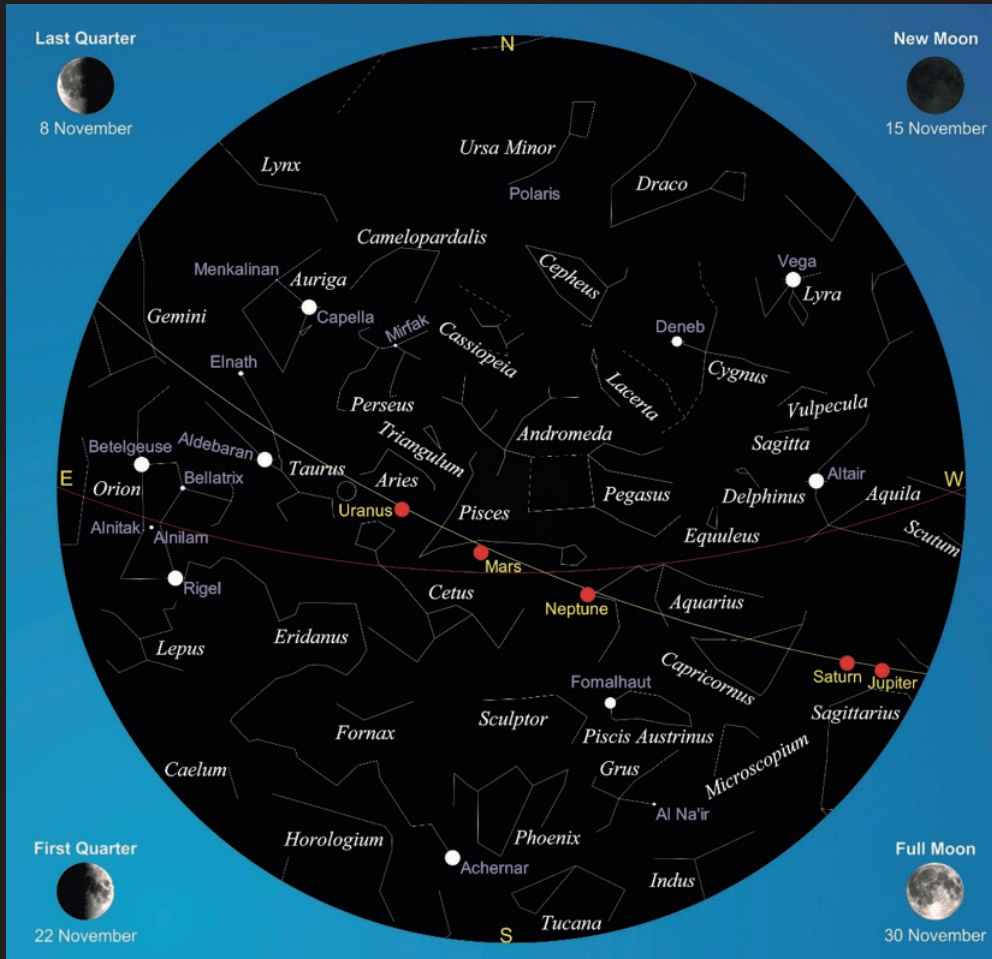 Last Quarter
8 November
New Moon
15 November
N
Ursa Minor
Lynx
Draco
Polaris
Camelopardalis
Cepheus
Vega
Menkalinan
Auriga
Lyra
Gemini
Capella
Mirfak
Deneb
Cassiopeia
Elnath
Cygnus
Laceria
Perseus
Vulpecula
Triangulum
Andromeda
Sagitta
Betelgeuse
Aldebaran
Taurus
E
W
Bellatrix
Aries
Altair
Orion
Pegasus
Delphinus
Aquila
Uranus
Pisces
Alnitak
Alnilam
Equuleus
Scutum
Mars
Rigel
Cetus
Neptune
Aquarius
Eridanus
Lepus
Capricornus
Saturn
Jupiter
Fomalhaut
Sagittarius
Sculptor
Fornax
Piscis Austrinus
Caelum
Grus
Microscopium
Al Na'ir
Horologium
Phoenix
Achernar
Indus
Tucana
S
First Quarter
22 November
Full Moon
30 November